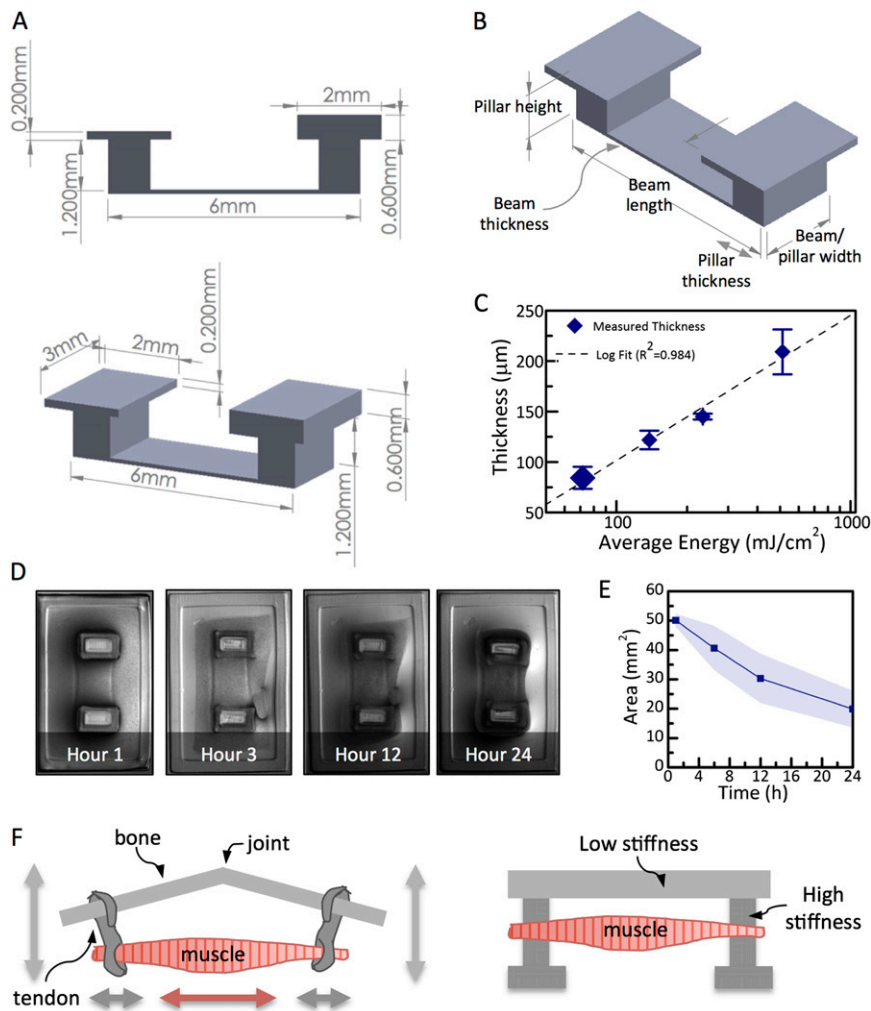 A
0.200mm
1.200mm
2mm
0.600mm
6mm
3mm
2mm
0.200mm
6mm
0.600mm
1.200mm
B
Pillar height
Beam
thickness
Beam
length
Pillar
thickness
Beam/
pillar width
C
Thickness (µm)
250
200
150
100
50
Measured Thickness
Log Fit (R²=0.984)
100
1000
Average Energy (mJ/cm²)
D
Hour 1
Hour 3
Hour 12
Hour 24
E
Area (mm²)
60
50
40
30
20
10
0
0 4 8 12 16 20 24
Time (h)
F
bone
joint
muscle
tendon
Low stiffness
High
stiffness
muscle